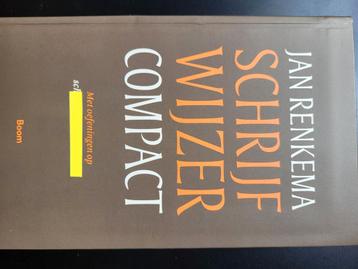 JAN RENKEMA
SCHRIJF
WIJZER
COMPACT
Met oefeningen op
Boom